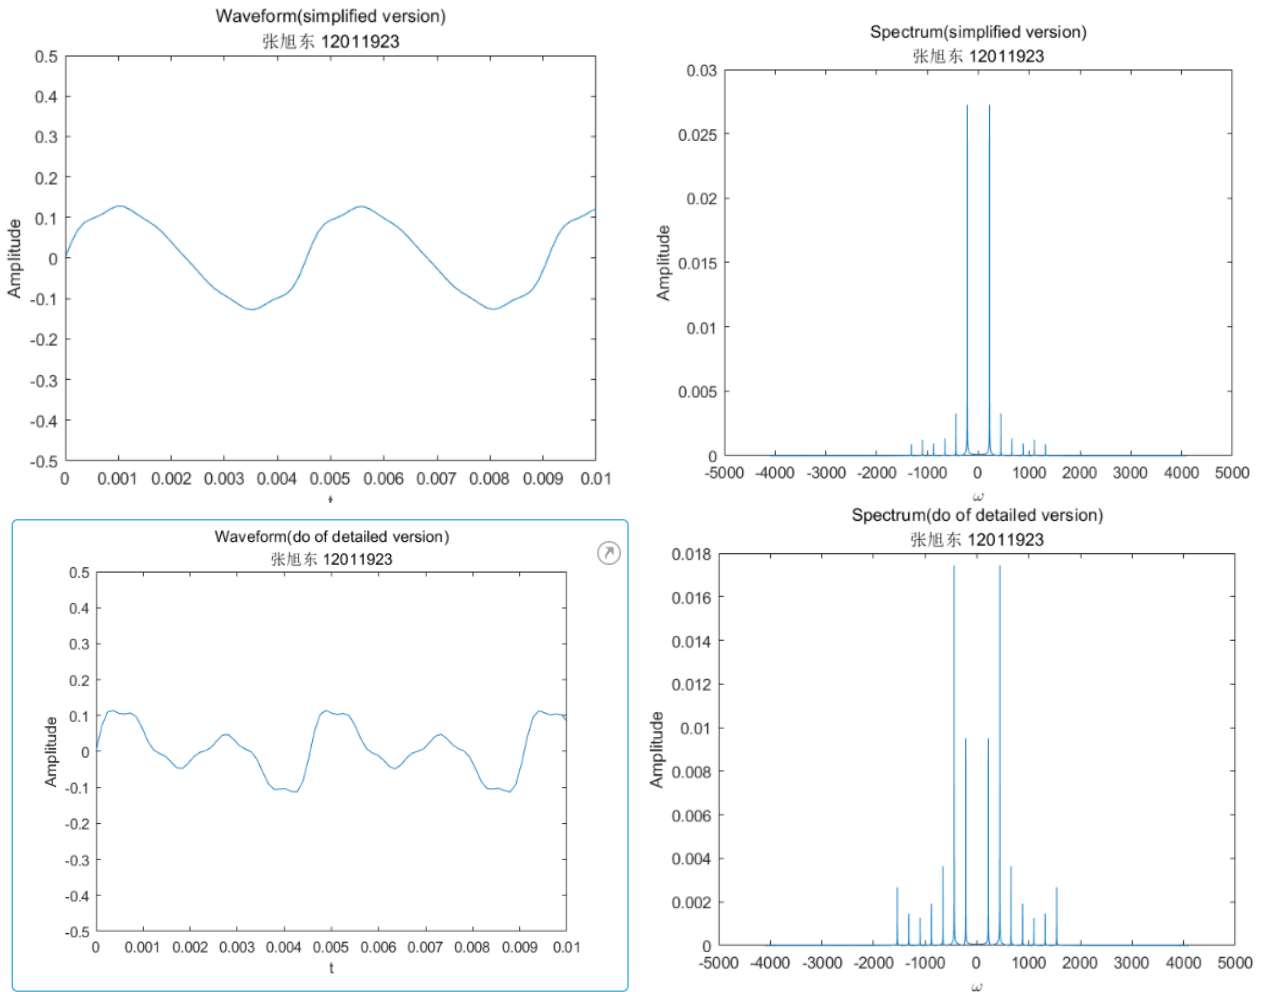 Waveform(simplified version)
张旭东 12011923
0.5
0.4
0.3
0.2
0.1
0
-0.1
-0.2
-0.3
-0.4
-0.5
Amplitude
0 0.001 0.002 0.003 0.004 0.005 0.006 0.007 0.008 0.009 0.01
Spectrum(simplified version)
张旭东 12011923
0.03
0.025
0.02
0.015
0.01
0.005
0
Amplitude
-5000 -4000 -3000 -2000 -1000 0 1000 2000 3000 4000 5000
ω
Waveform(do of detailed version)
张旭东 12011923
0.5
0.4
0.3
0.2
0.1
0
-0.1
-0.2
-0.3
-0.4
-0.5
Amplitude
0 0.001 0.002 0.003 0.004 0.005 0.006 0.007 0.008 0.009 0.01
t
Spectrum(do of detailed version)
张旭东 12011923
0.018
0.016
0.014
0.012
0.01
0.008
0.006
0.004
0.002
0
Amplitude
-5000 -4000 -3000 -2000 -1000 0 1000 2000 3000 4000 5000
ω